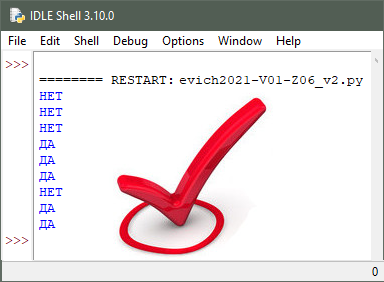 IDLE Shell 3.10.0
File Edit Shell Debug Options Window Help
>>>
======== RESTART: evich2021-V01-Z06_v2.py
НЕТ
НЕТ
НЕТ
ДА
ДА
ДА
НЕТ
ДА
ДА
>>>
0